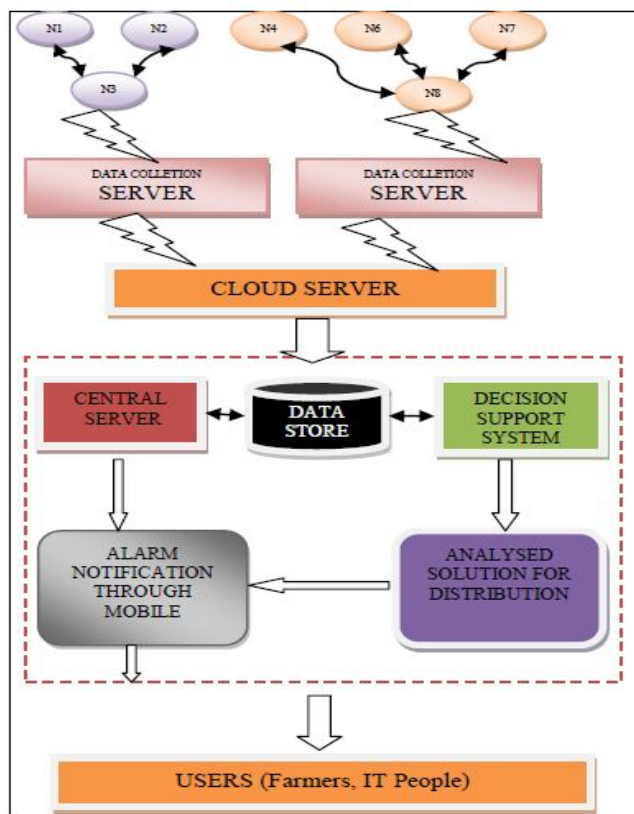 N1
N2
N4
N6
N7
N3
N8
DATA COLLETION
SERVER
DATA COLLETION
SERVER
CLOUD SERVER
CENTRAL
SERVER
DATA
STORE
DECISION
SUPPORT
SYSTEM
ALARM
NOTIFICATION
THROUGH
MOBILE
ANALYSED
SOLUTION FOR
DISTRIBUTION
USERS (Farmers, IT People)